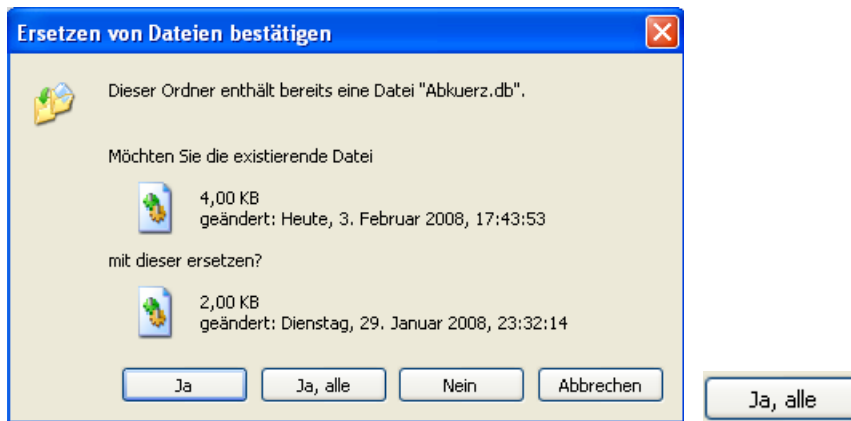 Ersetzen von Dateien bestätigen
Dieser Ordner enthält bereits eine Datei "Abkuerz.db".
Möchten Sie die existierende Datei
4,00 KB
geändert: Heute, 3. Februar 2008, 17:43:53
mit dieser ersetzen?
2,00 KB
geändert: Dienstag, 29. Januar 2008, 23:32:14
Ja Ja, alle Nein Abbrechen
Ja, alle